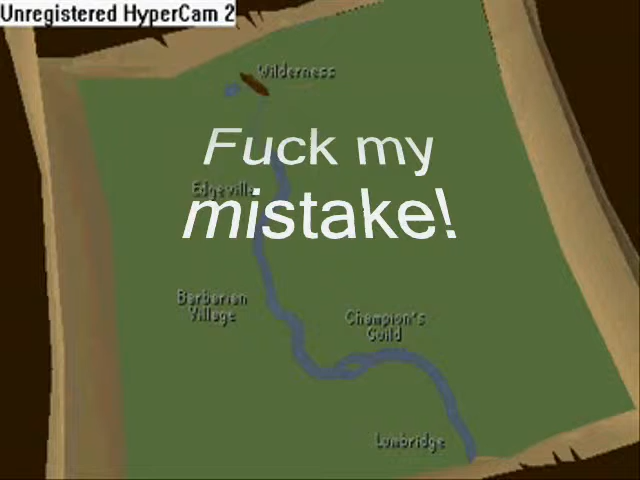 Unregistered HyperCam 2
Wilderness
Fuck my
Edgeville
mistake!
Barbarian
Village
Champion's
Guild
Lumbridge